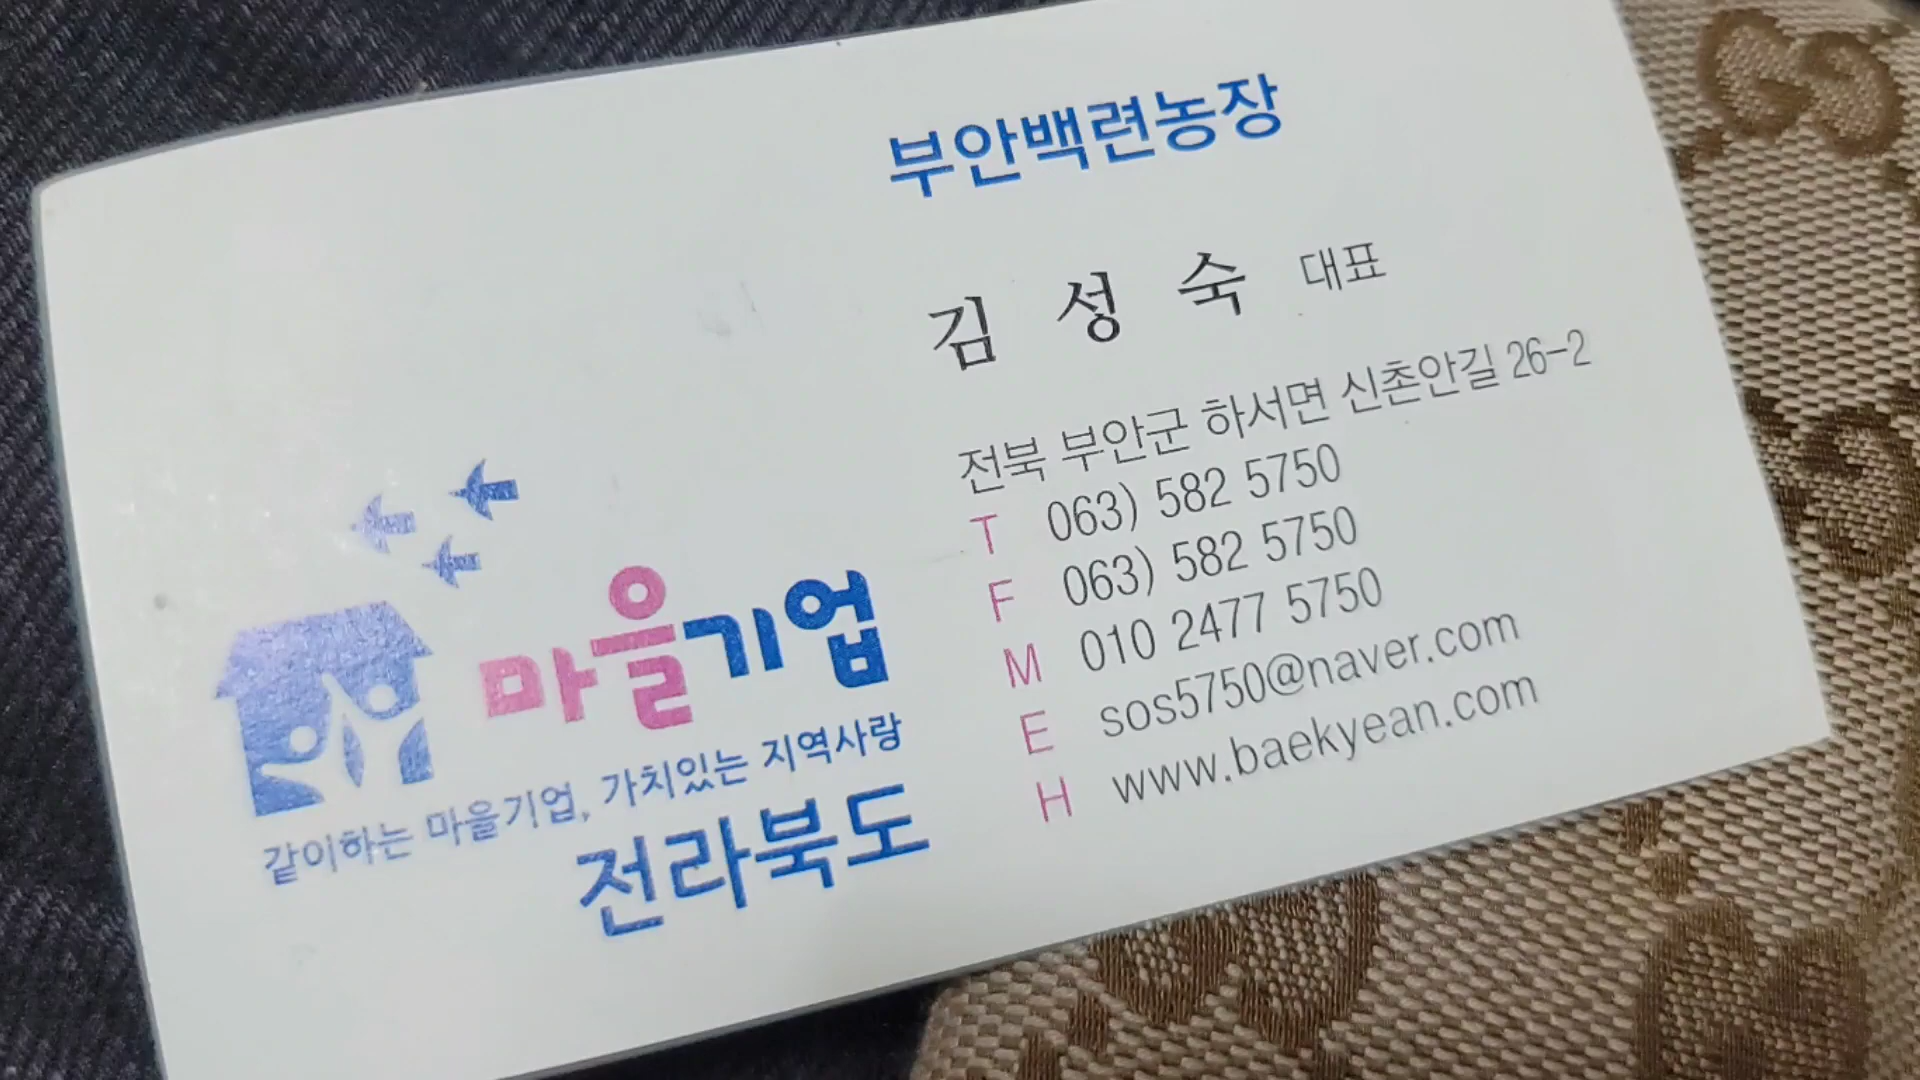 부안백련농장
김 성 숙 대표
전북 부안군 하서면 신촌안길 26-2
T 063) 582 5750
F 063) 582 5750
M 010 2477 5750
E sos5750@naver.com
H www.baekyean.com
마을기업
같이하는 마을기업, 가치있는 지역사랑
전라북도